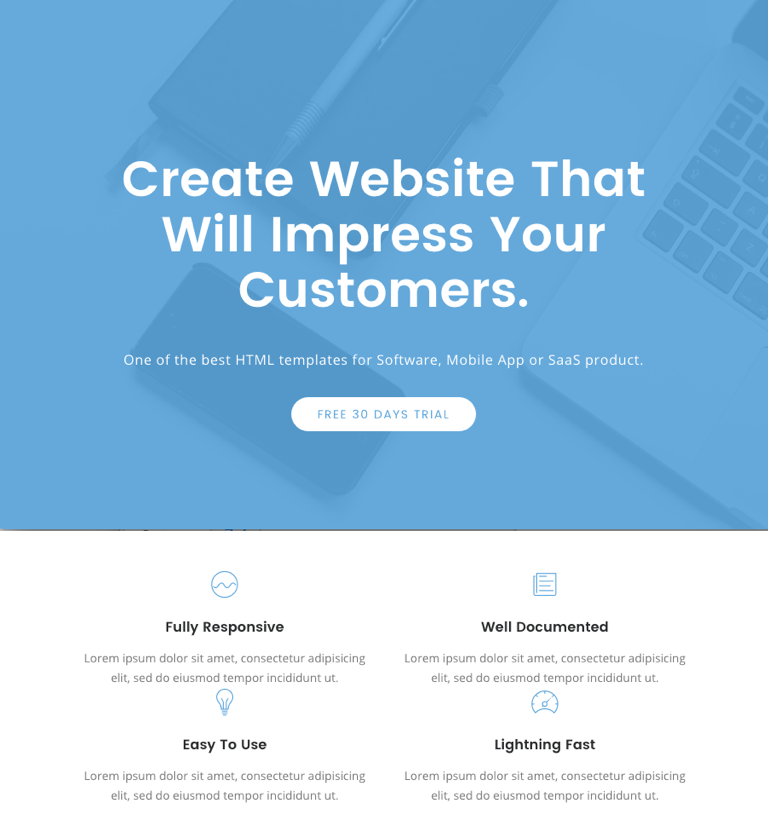 Create Website That
Will Impress Your
Customers.
One of the best HTML templates for Software, Mobile App or SaaS product.
FREE 30 DAYS TRIAL
Fully Responsive
Lorem ipsum dolor sit amet, consectetur adipisicing
elit, sed do eiusmod tempor incididunt ut.
Well Documented
Lorem ipsum dolor sit amet, consectetur adipisicing
elit, sed do eiusmod tempor incididunt ut.
Easy To Use
Lorem ipsum dolor sit amet, consectetur adipisicing
elit, sed do eiusmod tempor incididunt ut.
Lightning Fast
Lorem ipsum dolor sit amet, consectetur adipisicing
elit, sed do eiusmod tempor incididunt ut.